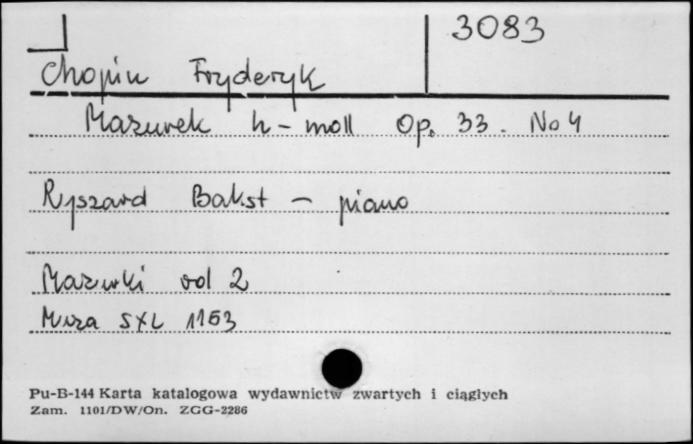 3083
Chopin Fryderyk
Mazurek h-moll Op. 33. No 4
Ryszard Bakst - piano
Mazurki vol 2
Muza SXL 1163
Pu-B-144 Karta katalogowa wydawnictw zwartych i ciągłych
Zam. 1101/DW/On. ZGG-2286